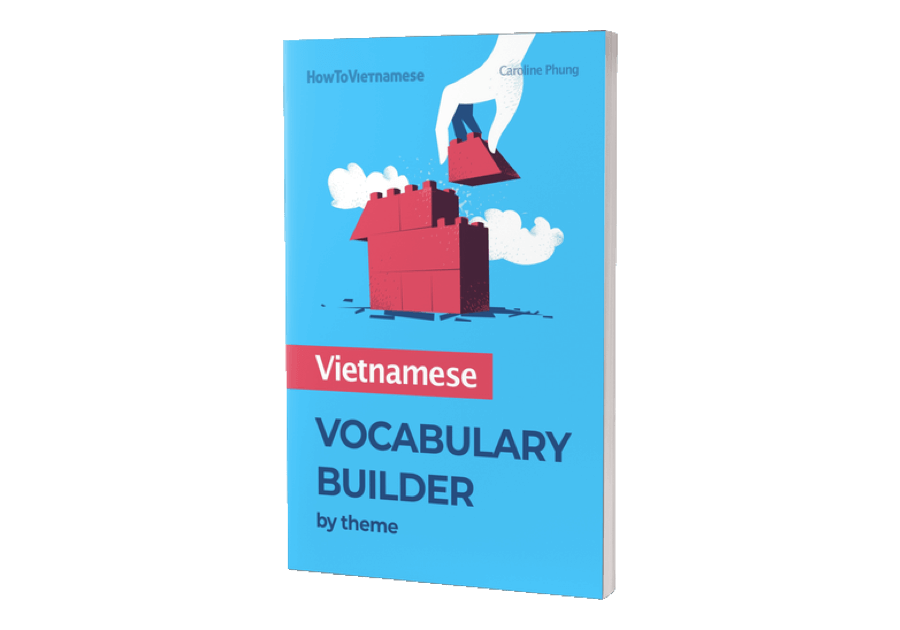 HowToVietnamese
Caroline Phung
Vietnamese
VOCABULARY
BUILDER
by theme